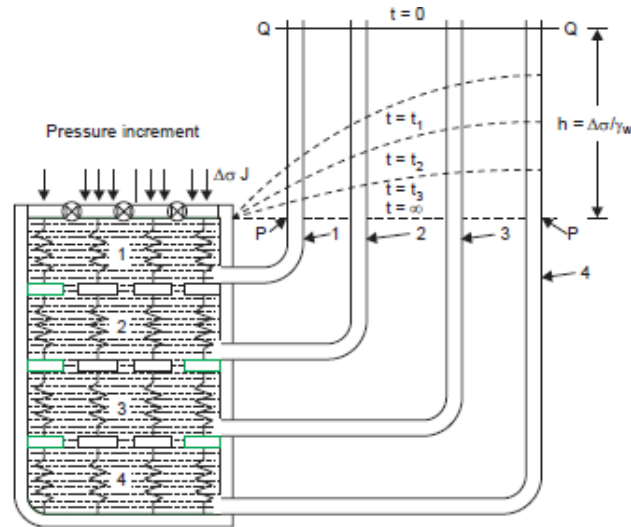 t = 0
Q
Q
Pressure increment
Δσ J
t = t₁
h = Δσ/γw
t = t₂
t = t₃
t = ∞
P
1
2
3
P
4
1
2
3
4